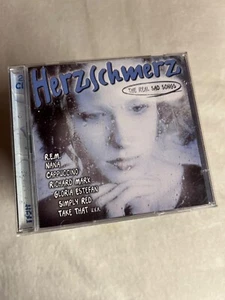 Herzschmerz
THE REAL SAD SONGS
R.E.M.
NANA
CAPPUCCINO
RICHARD MARX
GLORIA ESTEFAN
SIMPLY RED
TAKE THAT u.v.a.